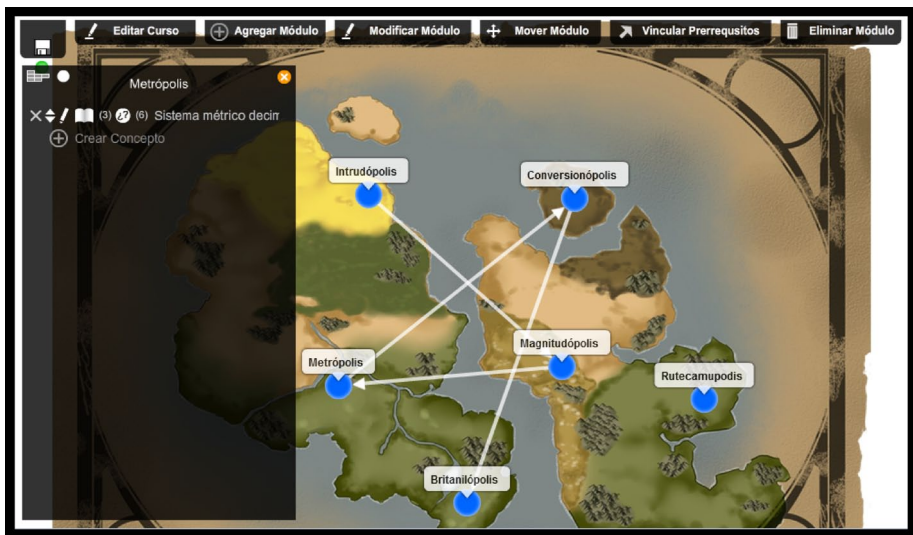 Editar Curso
Agregar Módulo
Modificar Módulo
Mover Módulo
Vincular Prerrequsitos
Eliminar Módulo
Metrópolis
(3) (6) Sistema métrico decim
Crear Concepto
Intrudópolis
Conversionópolis
Metrópolis
Magnitudópolis
Rutecamupodis
Britanilópolis